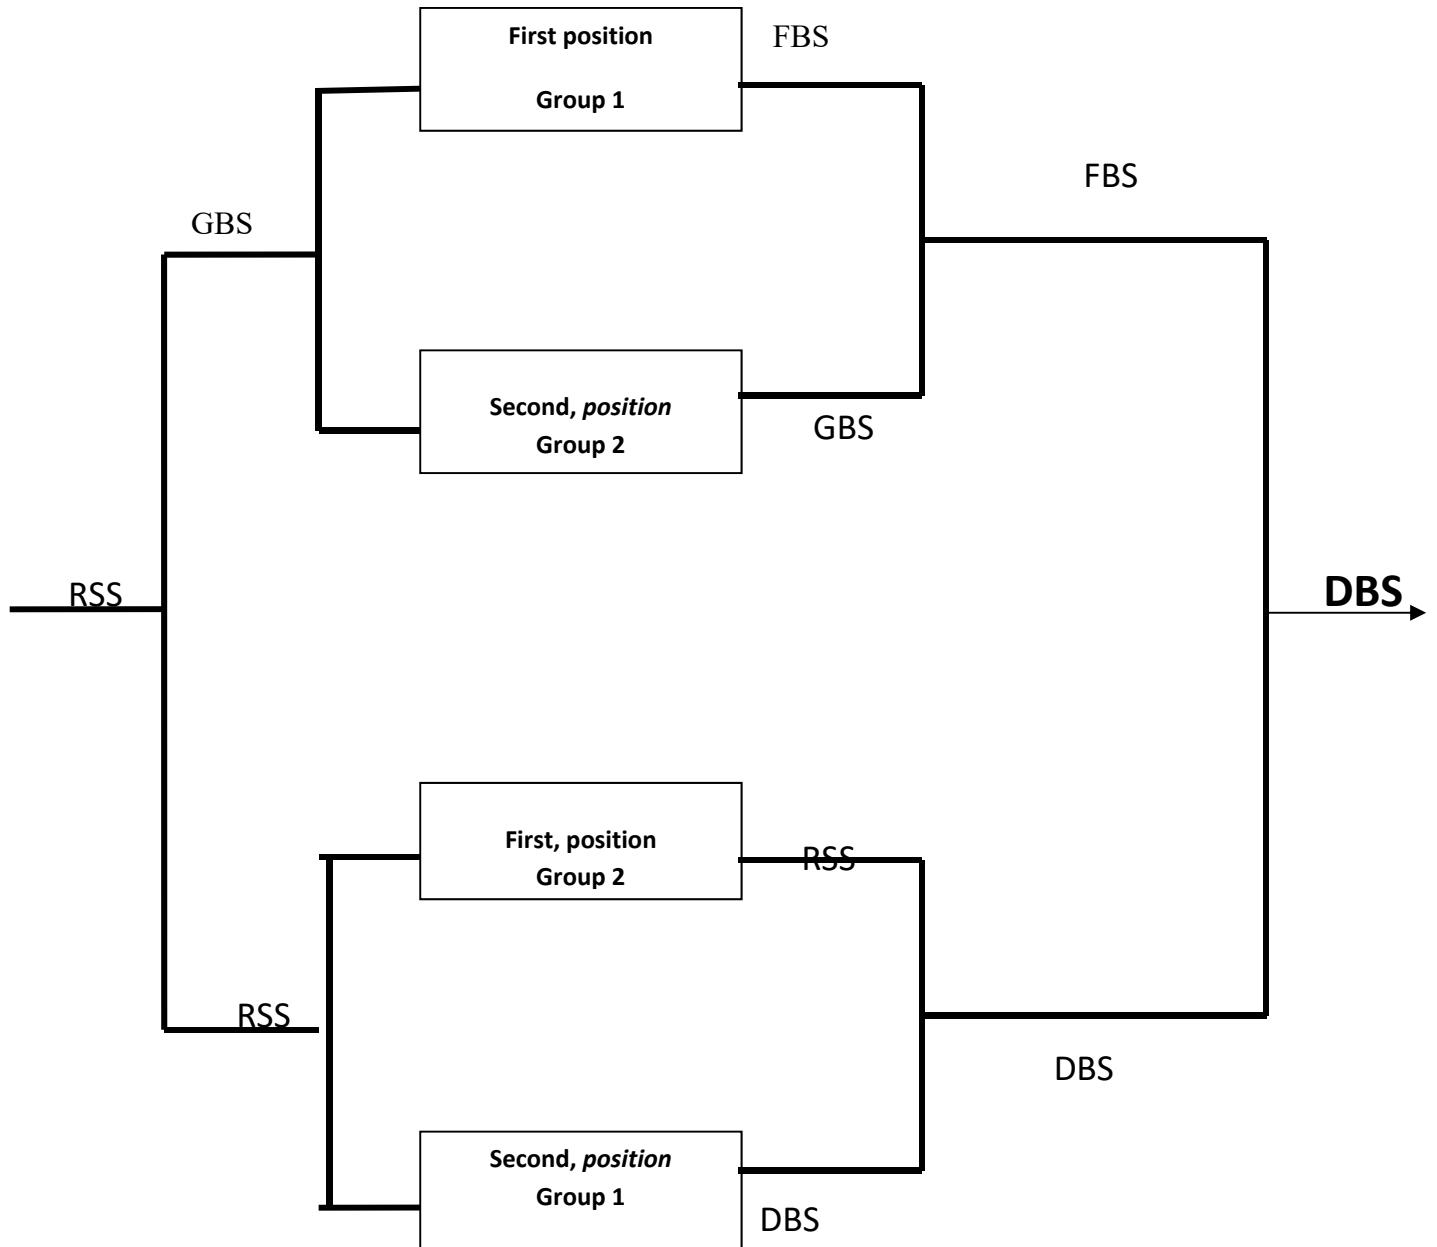 First position
FBS
Group 1
FBS
GBS
Second, position
Group 2
GBS
RSS
DBS
First, position
Group 2
RSS
RSS
DBS
Second, position
Group 1
DBS